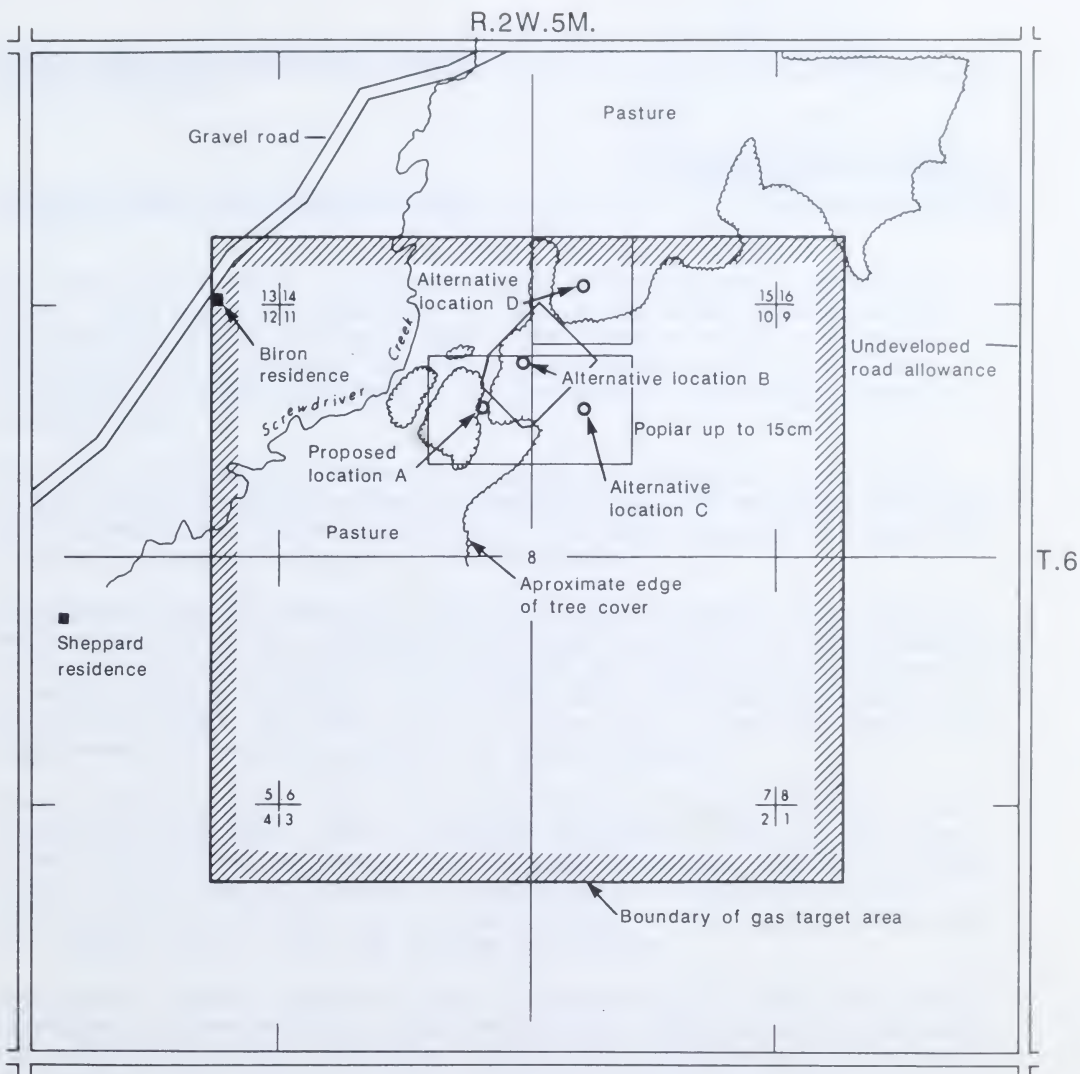 R.2W.5M.
Pasture
Gravel road
Alternative
location D
13 14
12 11
15 16
10 9
Creek
Undeveloped
road allowance
Biron
residence
Alternative location B
Screwdriver
Poplar up to 15cm
Proposed
location A
Alternative
location C
Pasture
8
T.6
Aproximate edge
of tree cover
Sheppard
residence
5 6
4 3
7 8
2 1
Boundary of gas target area